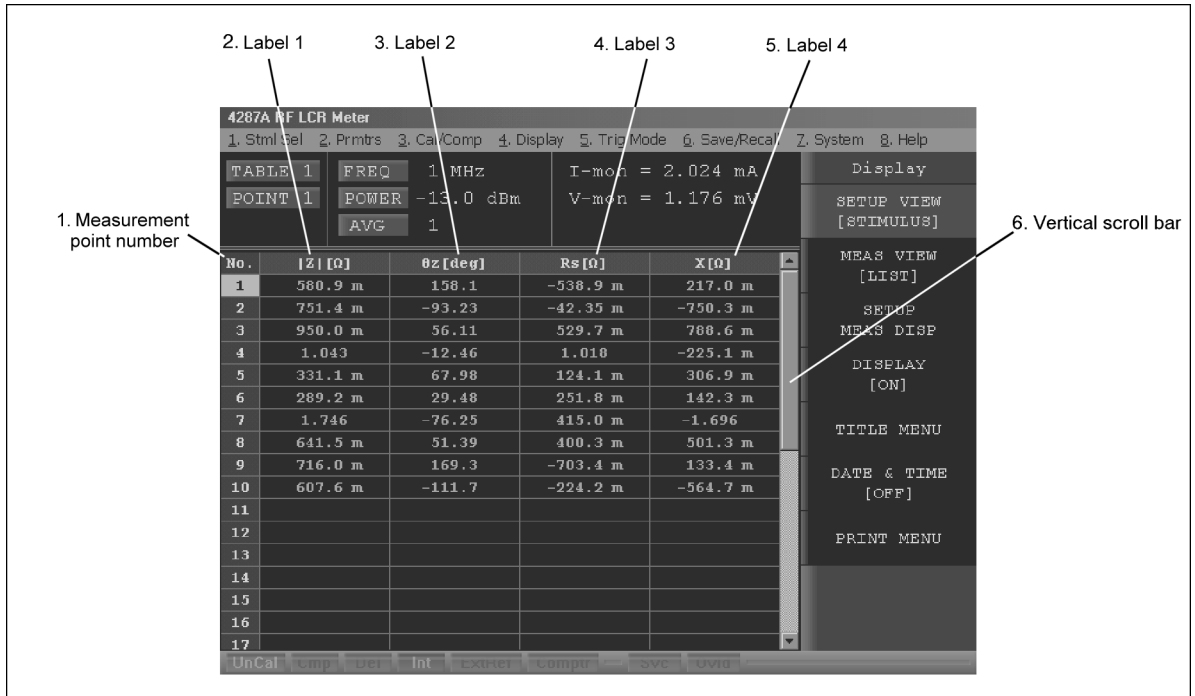 2. Label 1
3. Label 2
4. Label 3
5. Label 4
4287A RF LCR Meter
1. Stml Sel 2. Prmtrs 3. Cal/Comp 4. Display 5. Trig Mode 6. Save/Recall 7. System 8. Help
TABLE 1 FREQ 1 MHz I-mon = 2.024 mA
POINT 1 POWER -13.0 dBm V-mon = 1.176 mV
AVG 1
Display
SETUP VIEW
[STIMULUS]
MEAS VIEW
[LIST]
SETUP
MEAS DISP
DISPLAY
[ON]
TITLE MENU
DATE & TIME
[OFF]
PRINT MENU
1. Measurement
point number
6. Vertical scroll bar
No. |Z|[Ω] θz[deg] Rs[Ω] X[Ω]
1 580.9 m 158.1 -538.9 m 217.0 m
2 751.4 m -93.23 -42.35 m -750.3 m
3 950.0 m 56.11 529.7 m 788.6 m
4 1.043 -12.46 1.018 -225.1 m
5 331.1 m 67.98 124.1 m 306.9 m
6 289.2 m 29.48 251.8 m 142.3 m
7 1.746 -76.25 415.0 m -1.696
8 641.5 m 51.39 400.3 m 501.3 m
9 716.0 m 169.3 -703.4 m 133.4 m
10 607.6 m -111.7 -224.2 m -564.7 m
11
12
13
14
15
16
17
UnCal Cmp Del Int ExtRef Comptr Svc Ovld